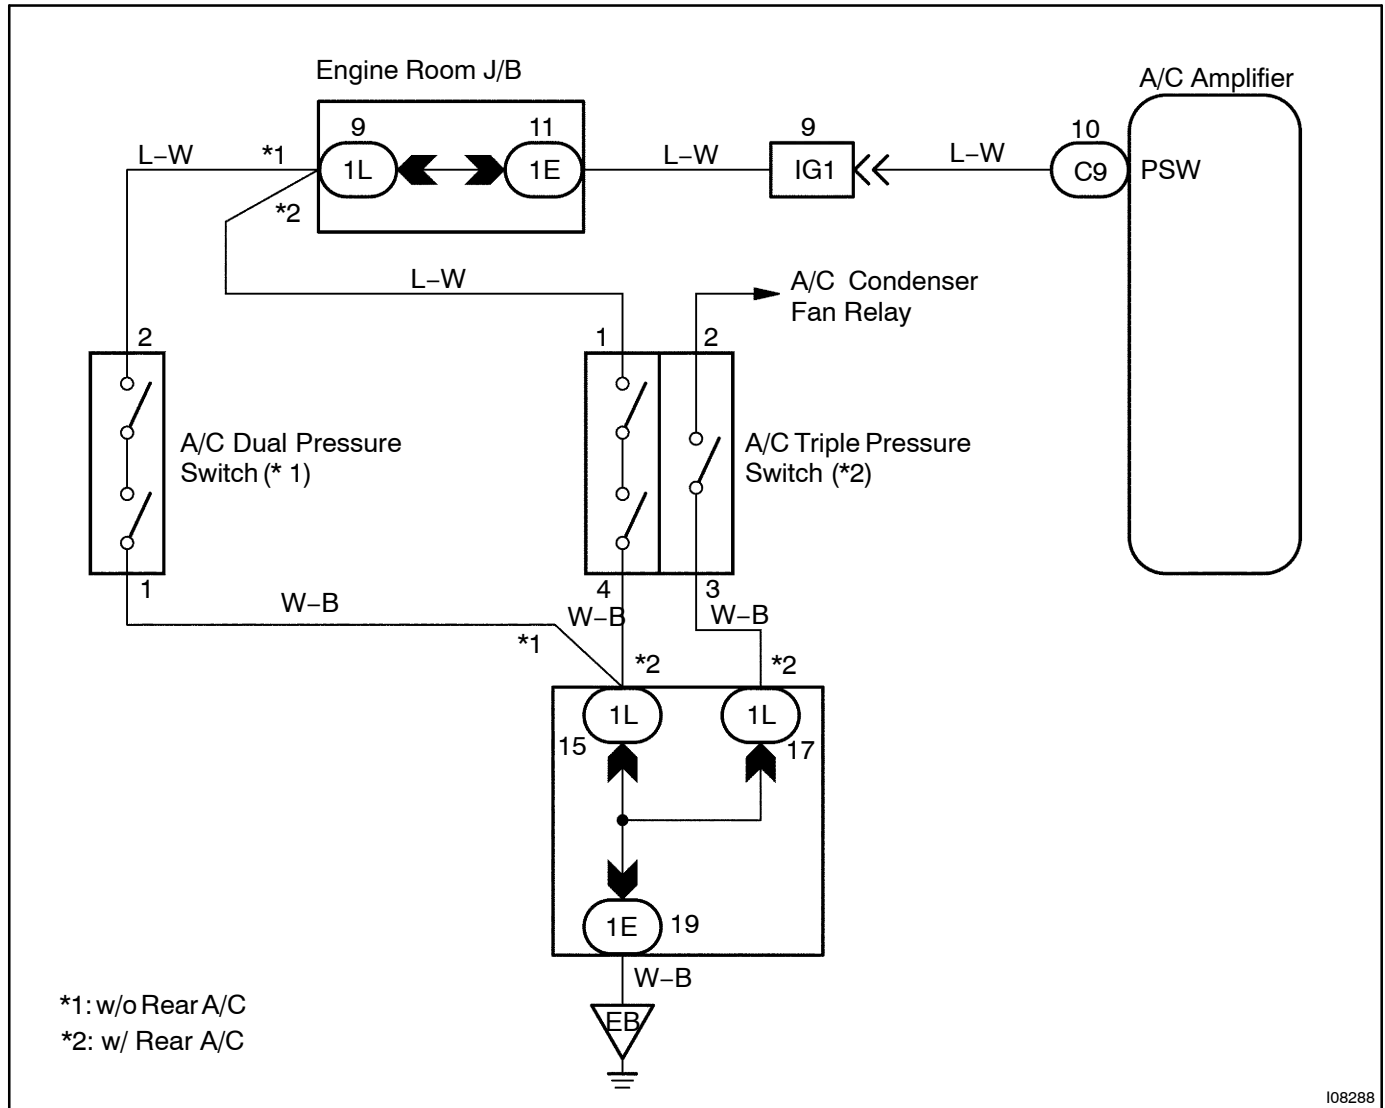 Engine Room J/B
A/C Amplifier
9
11
9
10
L–W
*1
1L
1E
L–W
IG1
L–W
C9
PSW
*2
L–W
A/C Condenser
Fan Relay
2
1
2
A/C Dual Pressure
Switch (* 1)
A/C Triple Pressure
Switch (*2)
1
4
3
W–B
W–B
W–B
*1
*2
*2
1L
1L
15
17
1E
19
W–B
EB
*1: w/o Rear A/C
*2: w/ Rear A/C
I08288